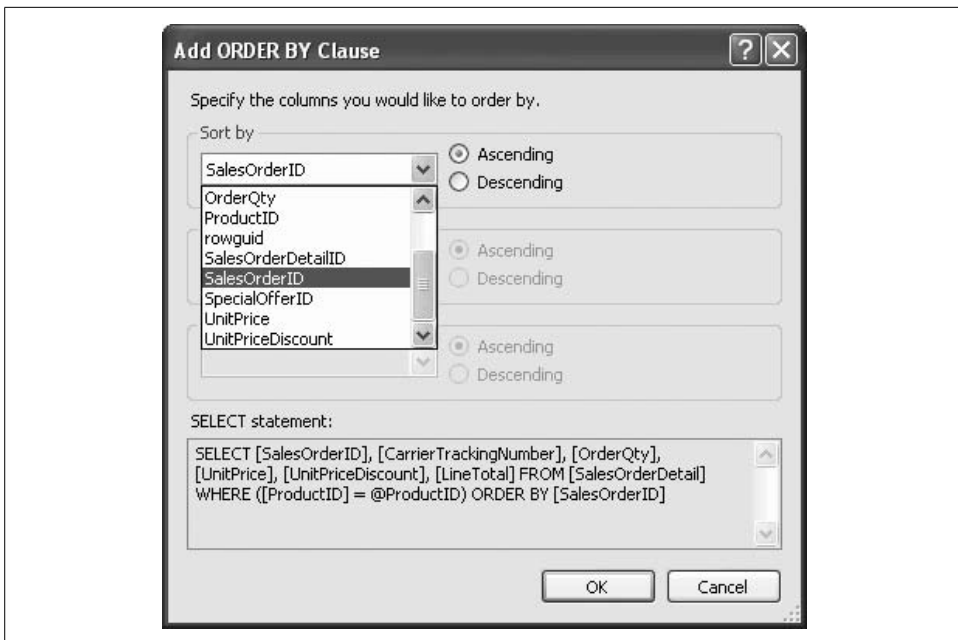 Add ORDER BY Clause
Specify the columns you would like to order by.
Sort by
SalesOrderID
Ascending
Descending
OrderQty
ProductID
rowguid
SalesOrderDetailID
SalesOrderID
SpecialOfferID
UnitPrice
UnitPriceDiscount
Ascending
Descending
Ascending
Descending
SELECT statement:
SELECT [SalesOrderID], [CarrierTrackingNumber], [OrderQty],
[UnitPrice], [UnitPriceDiscount], [LineTotal] FROM [SalesOrderDetail]
WHERE ([ProductID] = @ProductID) ORDER BY [SalesOrderID]
OK
Cancel